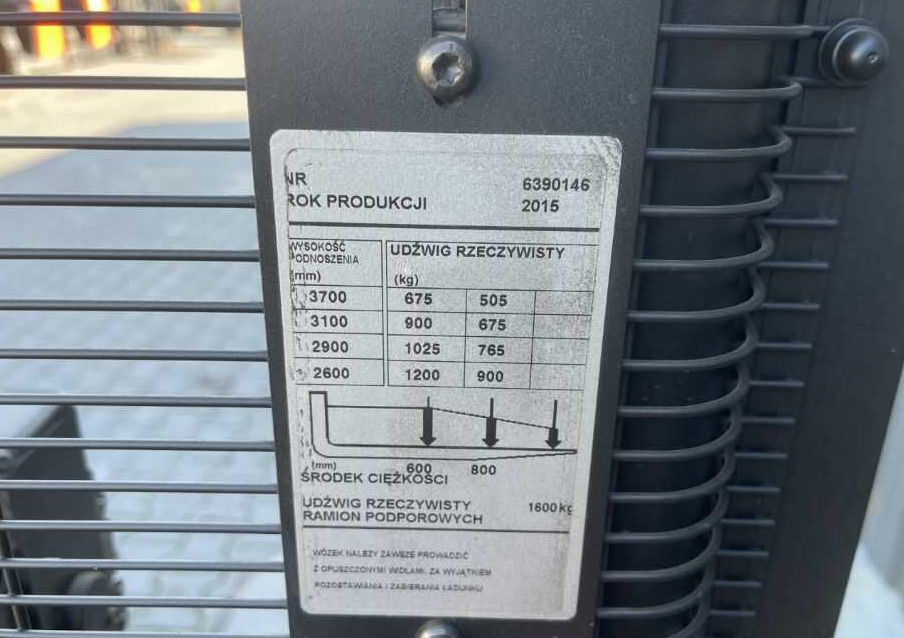 NR 6390146
ROK PRODUKCJI 2015
WYSOKOŚĆ UDŹWIG RZECZYWISTY
PODNOSZENIA
(mm) (kg)
3700 675 505
3100 900 675
2900 1025 765
2600 1200 900
(mm) 600 800
ŚRODEK CIĘŻKOŚCI
UDŹWIG RZECZYWISTY 1600 kg
RAMION PODPOROWYCH
WÓZEK NALEŻY ZAWSZE PROWADZIĆ
Z OPUSZCZONYMI WIDŁAMI, ZA WYJĄTKIEM
POZOSTAWIANIA I ZABIERANIA ŁADUNKU